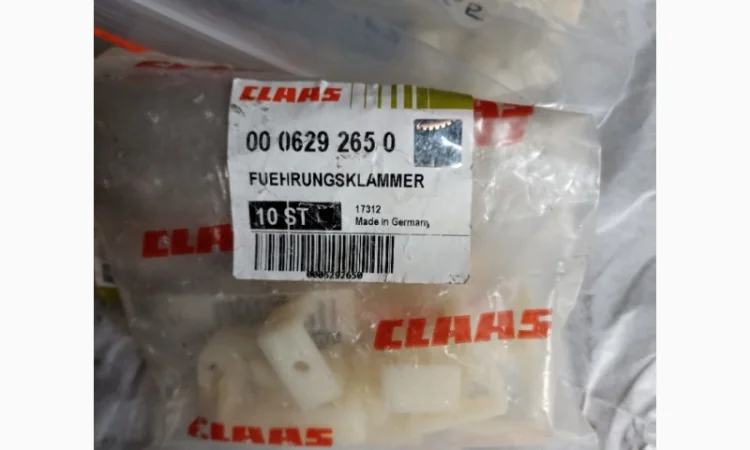 CLAAS
00 0629 265 0
FUEHRUNGSKLAMMER
10 ST
17312
Made in Germany
CLAAS
CLAAS
CLAAS